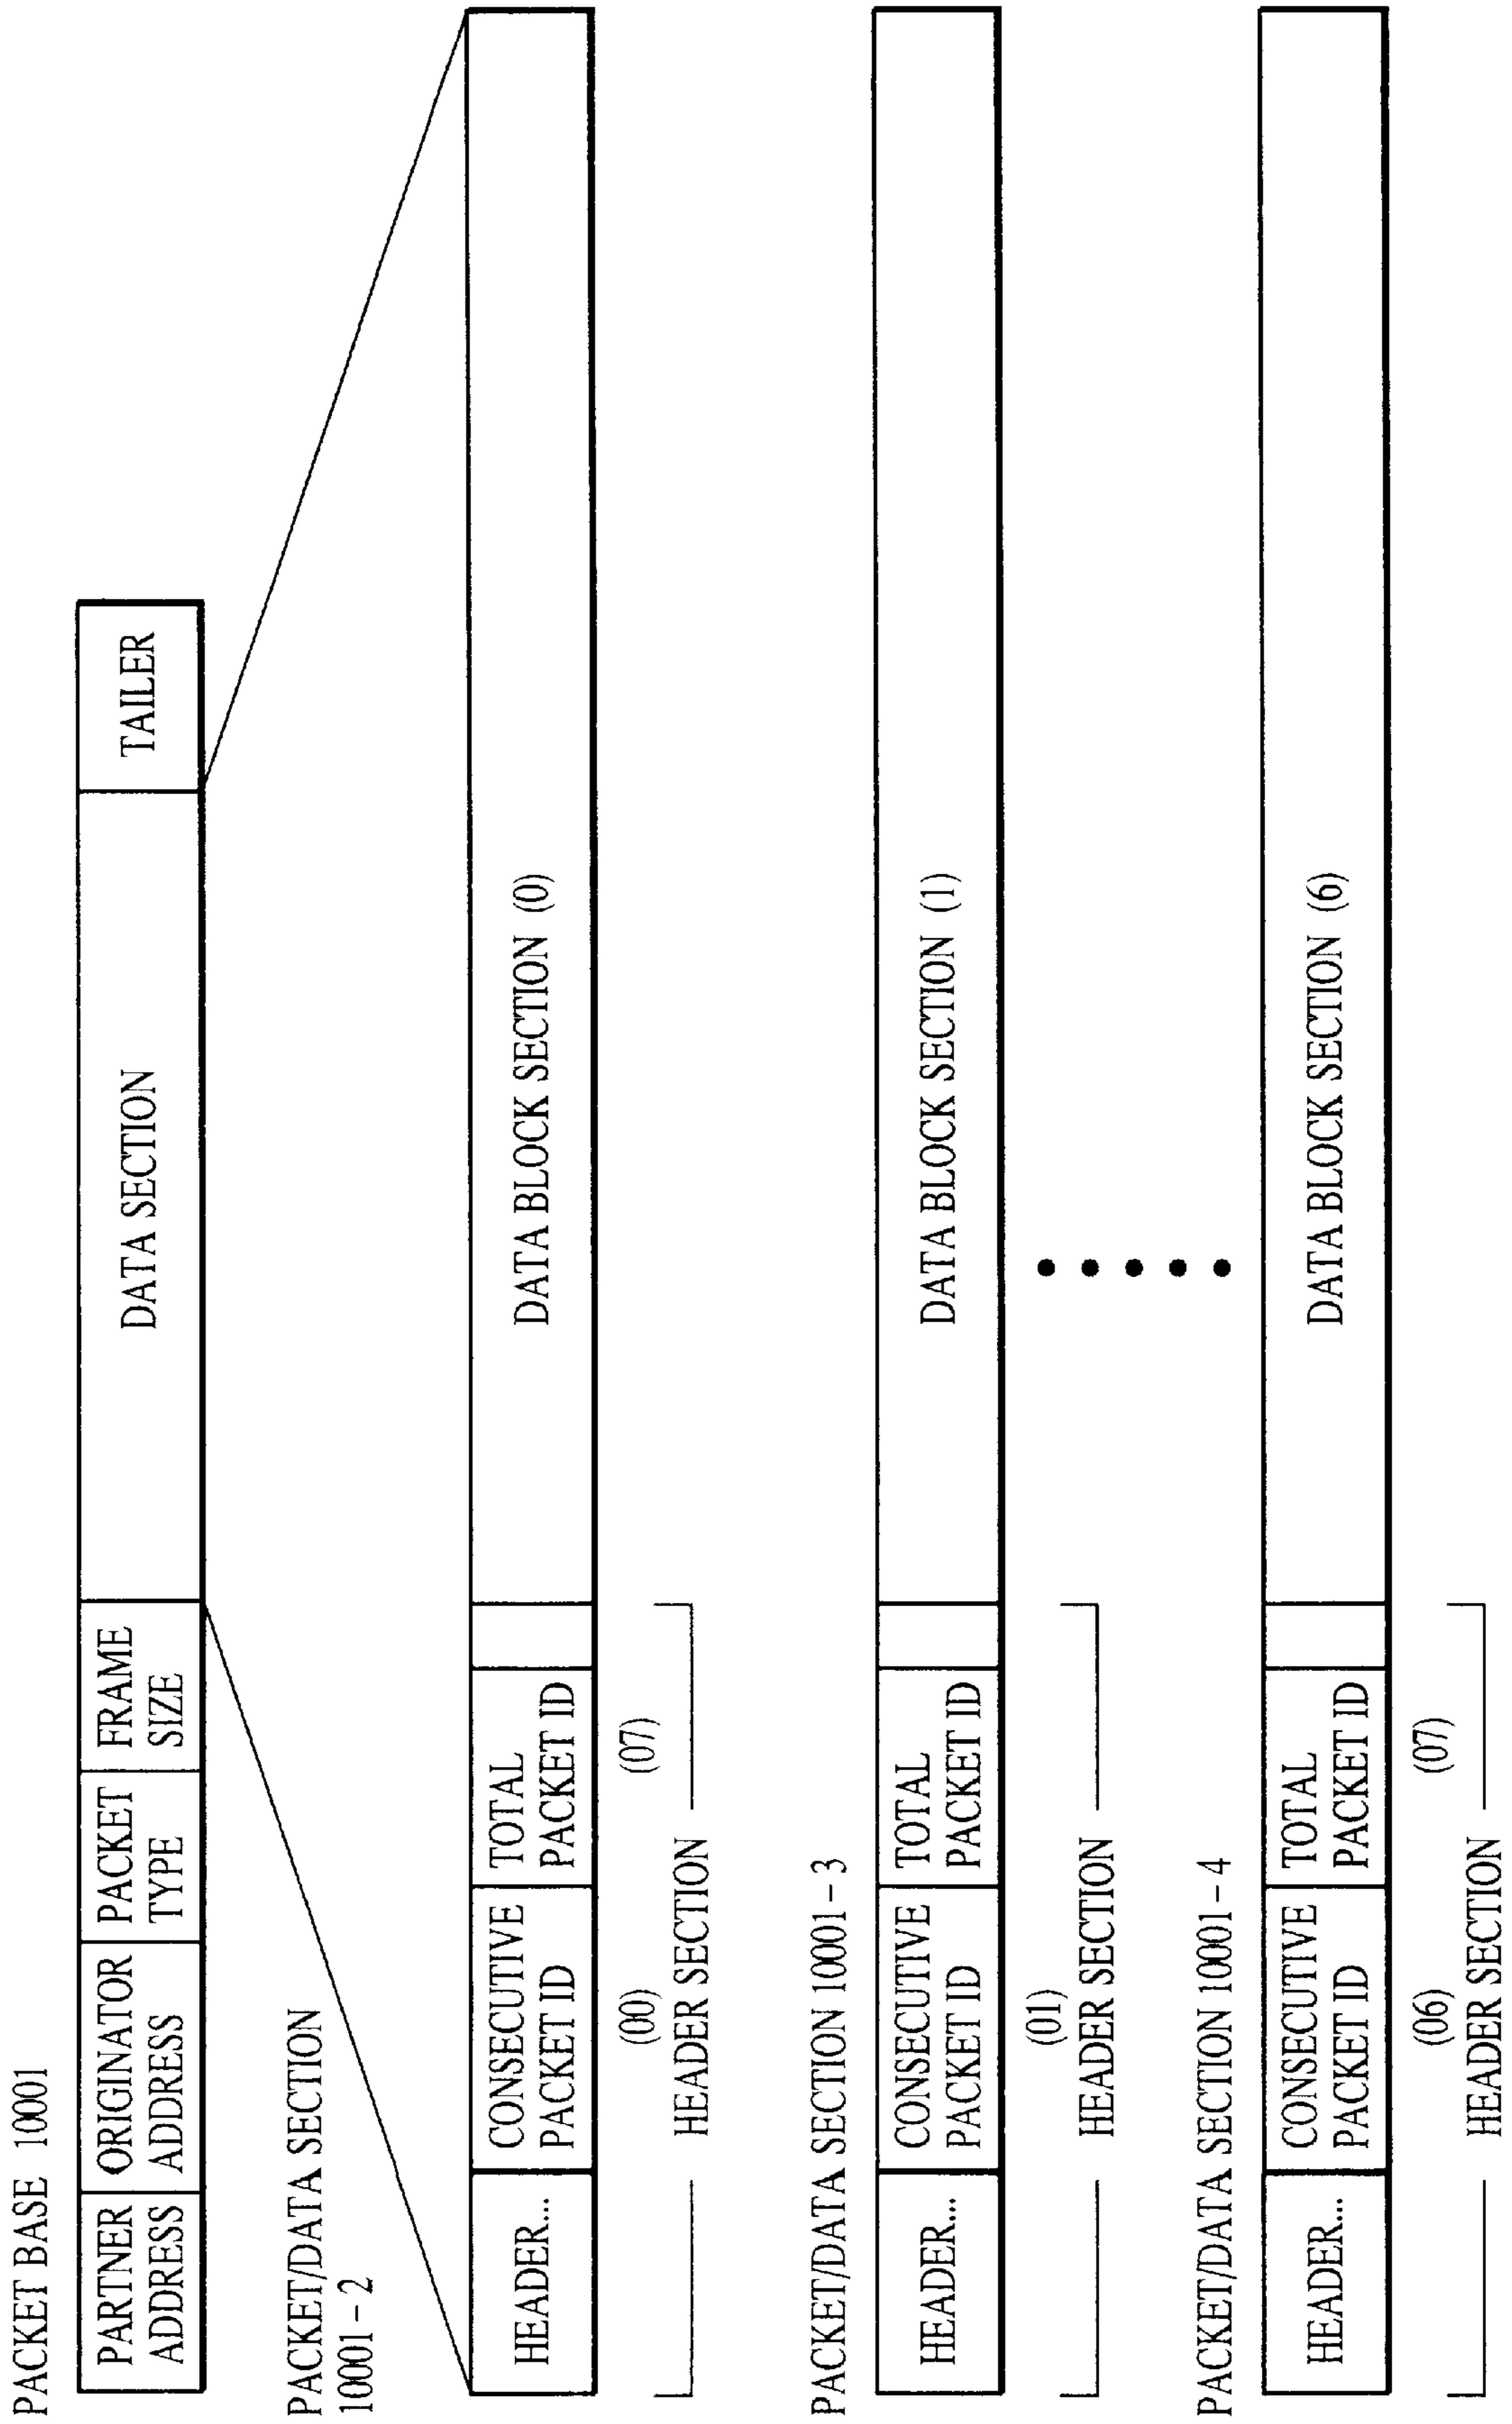 PACKET BASE 10001
PARTNER
ADDRESS
ORIGINATOR
ADDRESS
PACKET
TYPE
FRAME
SIZE
DATA SECTION
TAILER
PACKET/DATA SECTION
10001 – 2
HEADER...
CONSECUTIVE
PACKET ID
TOTAL
PACKET ID
DATA BLOCK SECTION (0)
(00)
(07)
HEADER SECTION
PACKET/DATA SECTION 10001 – 3
HEADER...
CONSECUTIVE
PACKET ID
TOTAL
PACKET ID
DATA BLOCK SECTION (1)
(01)
HEADER SECTION
PACKET/DATA SECTION 10001 – 4
HEADER...
CONSECUTIVE
PACKET ID
TOTAL
PACKET ID
DATA BLOCK SECTION (6)
(06)
(07)
HEADER SECTION